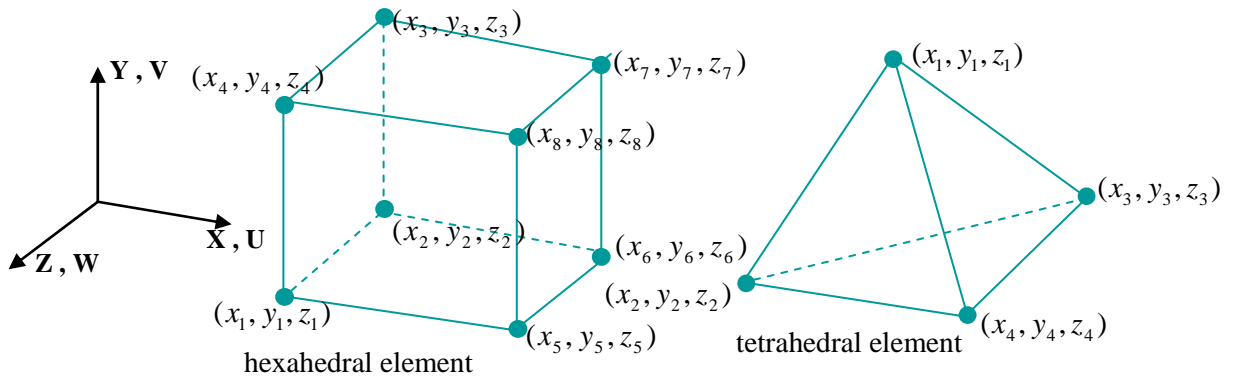 Y , V
X , U
Z , W
(x₃, y₃, z₃)
(x₄, y₄, z₄)
(x₇, y₇, z₇)
(x₈, y₈, z₈)
(x₂, y₂, z₂)
(x₆, y₆, z₆)
(x₁, y₁, z₁)
(x₅, y₅, z₅)
hexahedral element
(x₁, y₁, z₁)
(x₃, y₃, z₃)
(x₂, y₂, z₂)
(x₄, y₄, z₄)
tetrahedral element